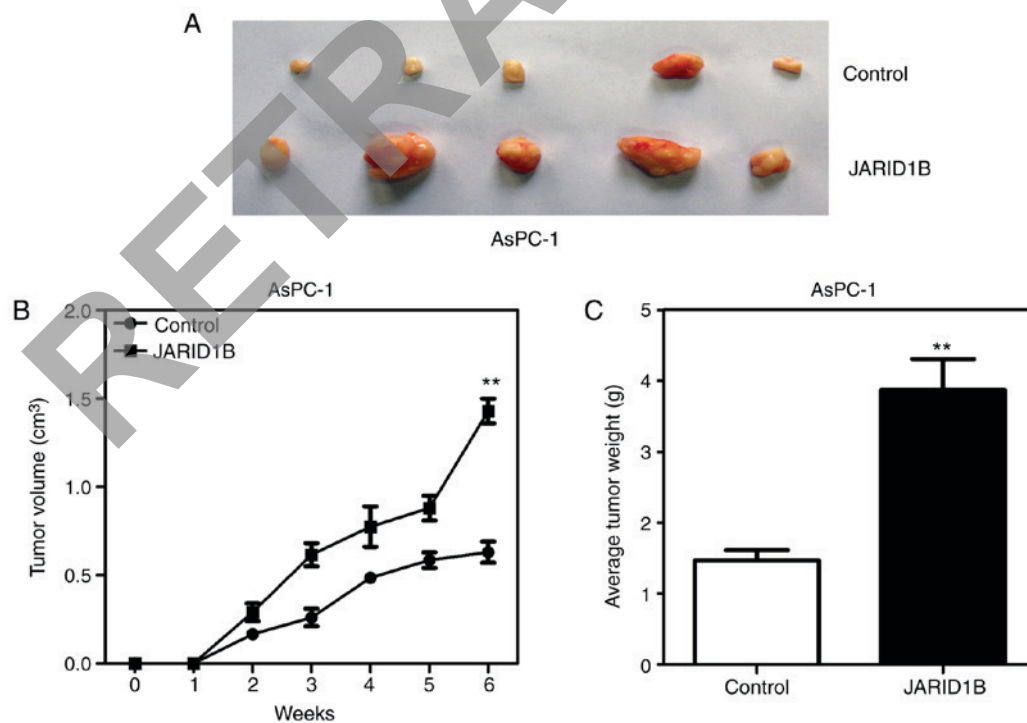 A
Control
JARID1B
AsPC-1
B
AsPC-1
2.0
1.5
1.0
0.5
0.0
Tumor volume (cm³)
Control
JARID1B
**
0 1 2 3 4 5 6
Weeks
C
AsPC-1
5
4
3
2
1
0
Average tumor weight (g)
**
Control JARID1B